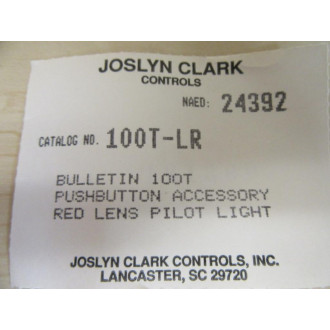 JOSLYN CLARK
CONTROLS
NAED: 24392
CATALOG NO. 100T-LR
BULLETIN 100T
PUSHBUTTON ACCESSORY
RED LENS PILOT LIGHT
JOSLYN CLARK CONTROLS, INC.
LANCASTER, SC 29720